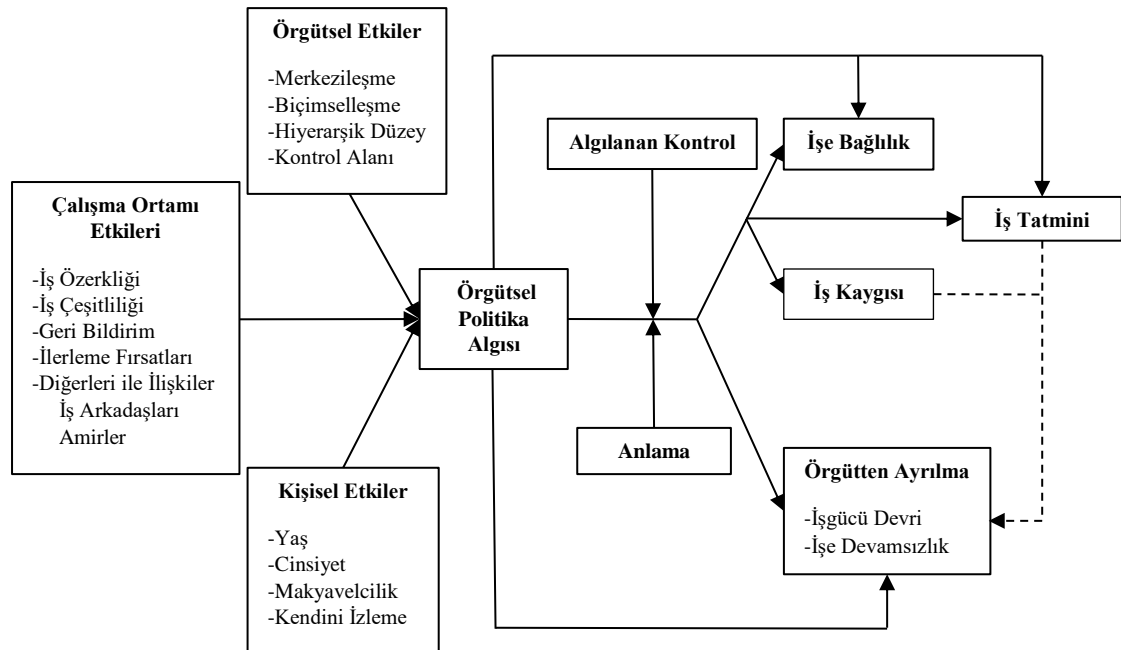 Örgütsel Etkiler
-Merkezileşme
-Biçimselleşme
-Hiyerarşik Düzey
-Kontrol Alanı
Çalışma Ortamı
Etkileri
-İş Özerkliği
-İş Çeşitliliği
-Geri Bildirim
-İlerleme Fırsatları
-Diğerleri ile İlişkiler
İş Arkadaşları
Amirler
Kişisel Etkiler
-Yaş
-Cinsiyet
-Makyavelcilik
-Kendini İzleme
Örgütsel
Politika
Algısı
Algılanan Kontrol
Anlama
İşe Bağlılık
İş Tatmini
İş Kaygısı
Örgütten Ayrılma
-İşgücü Devri
-İşe Devamsızlık